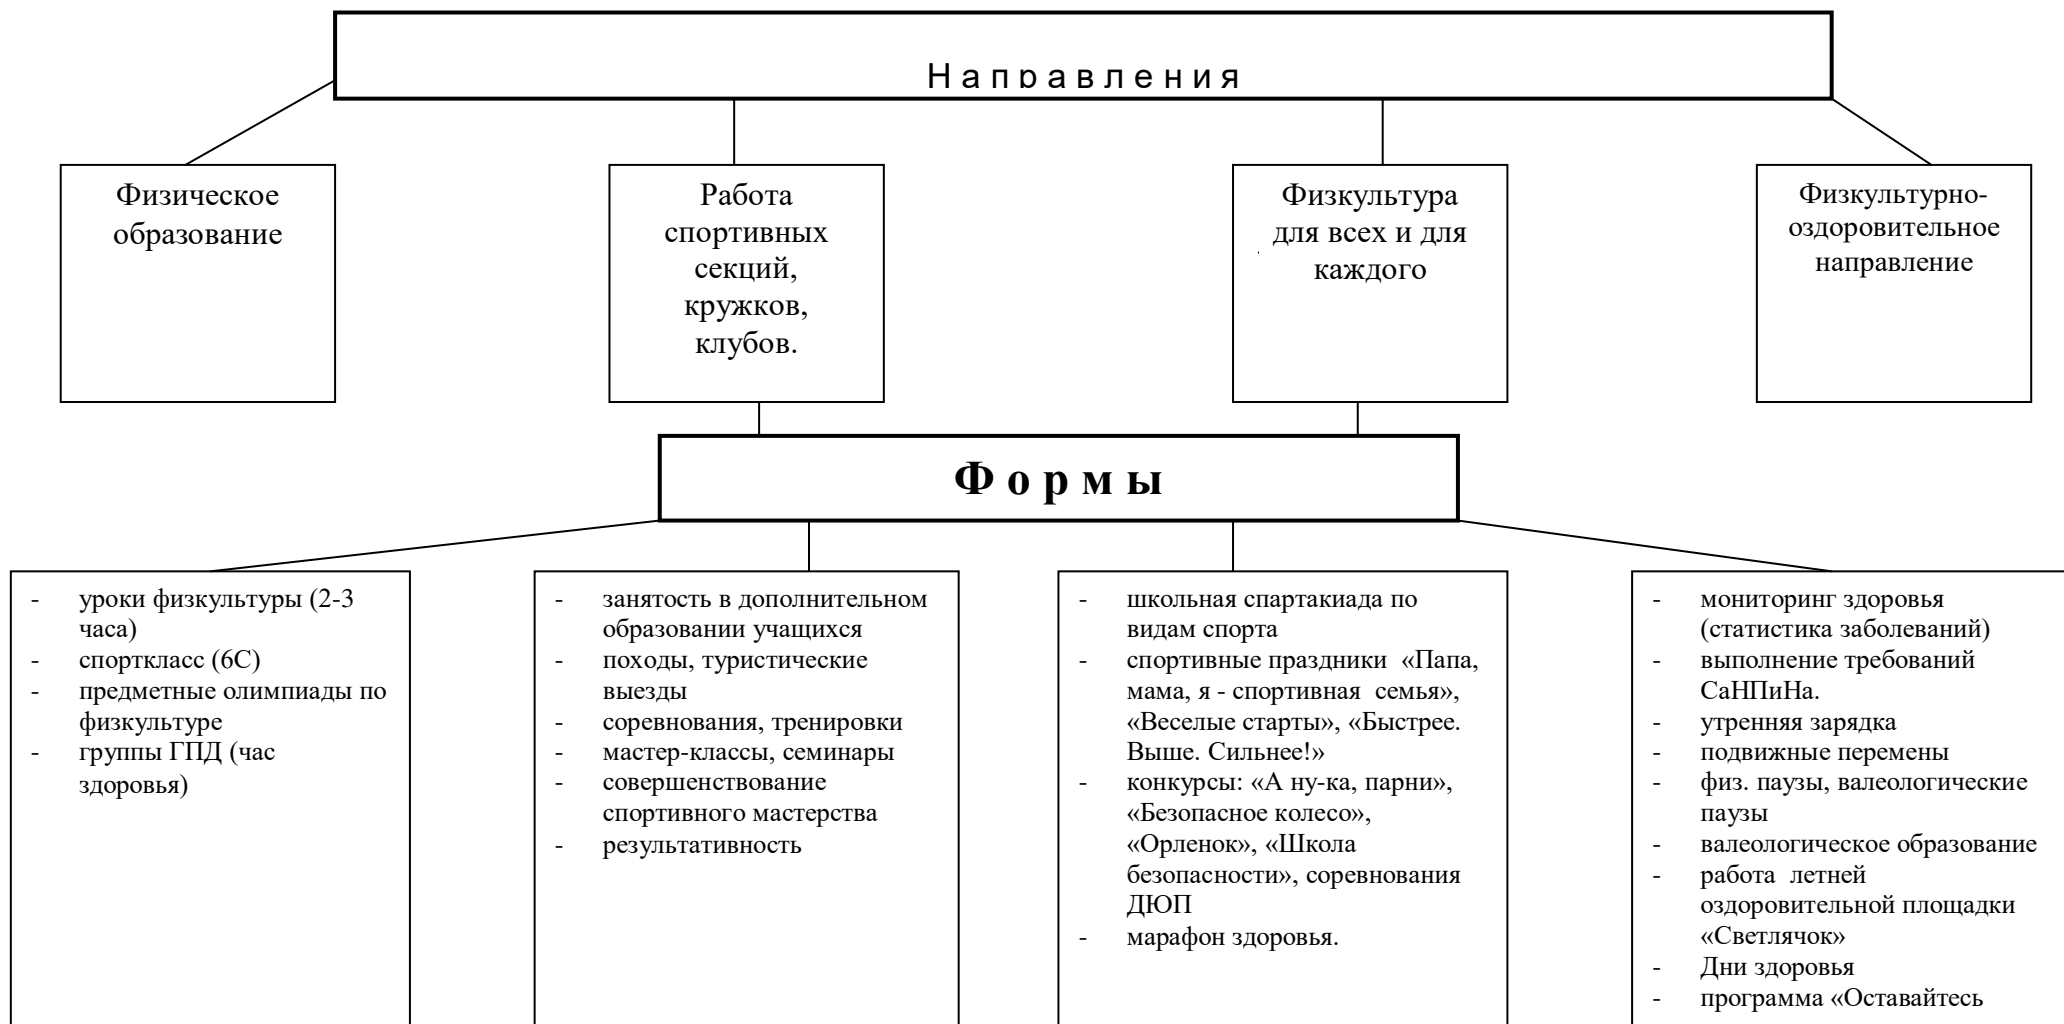 Направления
Физическое
образование
Работа
спортивных
секций,
кружков,
клубов.
Физкультура
для всех и для
каждого
Физкультурно-
оздоровительное
направление
Формы
- уроки физкультуры (2-3
часа)
- спорткласс (6С)
- предметные олимпиады по
физкультуре
- группы ГПД (час
здоровья)
- занятость в дополнительном
образовании учащихся
- походы, туристические
выезды
- соревнования, тренировки
- мастер-классы, семинары
- совершенствование
спортивного мастерства
- результативность
- школьная спартакиада по
видам спорта
- спортивные праздники «Папа,
мама, я - спортивная семья»,
«Веселые старты», «Быстрее.
Выше. Сильнее!»
- конкурсы: «А ну-ка, парни»,
«Безопасное колесо»,
«Орленок», «Школа
безопасности», соревнования
ДЮП
- марафон здоровья.
- мониторинг здоровья
(статистика заболеваний)
- выполнение требований
СаНПиНа.
- утренняя зарядка
- подвижные перемены
- физ. паузы, валеологические
паузы
- валеологическое образование
- работа летней
оздоровительной площадки
«Светлячок»
- Дни здоровья
- программа «Оставайтесь